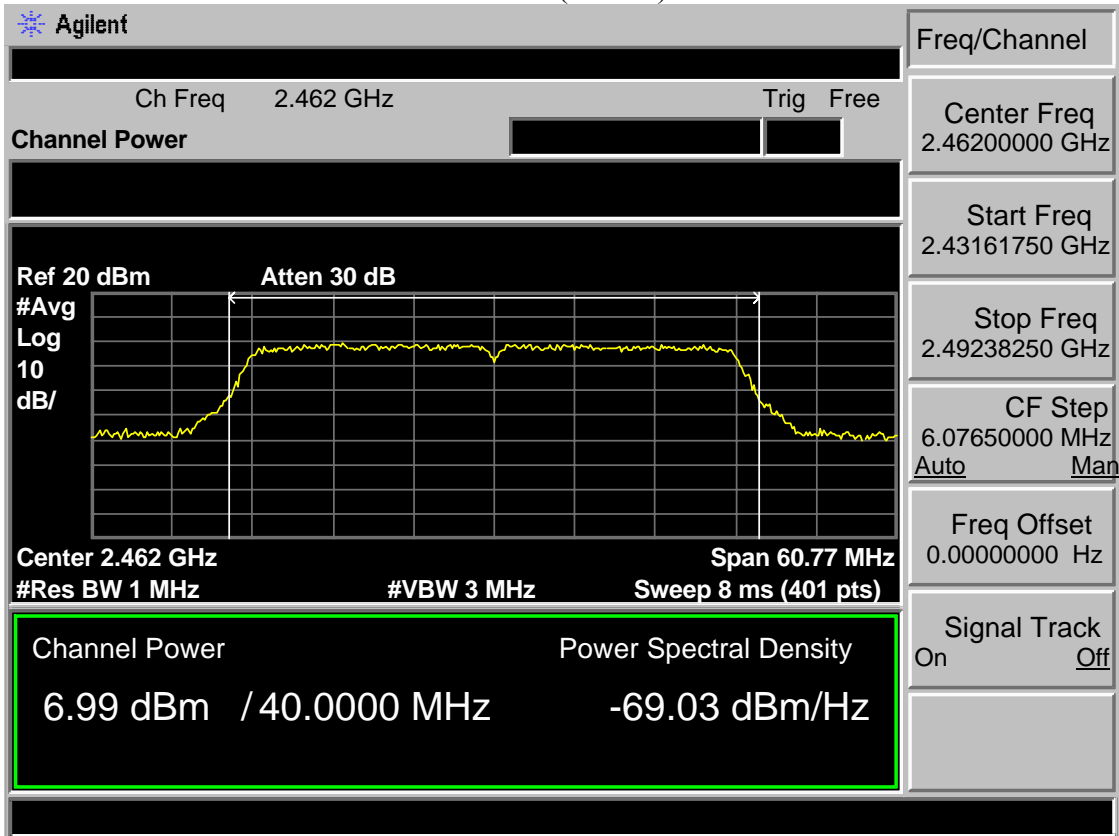 Agilent
Freq/Channel
Ch Freq 2.462 GHz Trig Free
Channel Power
Center Freq
2.46200000 GHz
Start Freq
2.43161750 GHz
Stop Freq
2.49238250 GHz
CF Step
6.07650000 MHz
Auto Man
Freq Offset
0.00000000 Hz
Signal Track
On Off
Ref 20 dBm Atten 30 dB
#Avg
Log
10
dB/
Center 2.462 GHz Span 60.77 MHz
#Res BW 1 MHz #VBW 3 MHz Sweep 8 ms (401 pts)
Channel Power Power Spectral Density
6.99 dBm / 40.0000 MHz -69.03 dBm/Hz